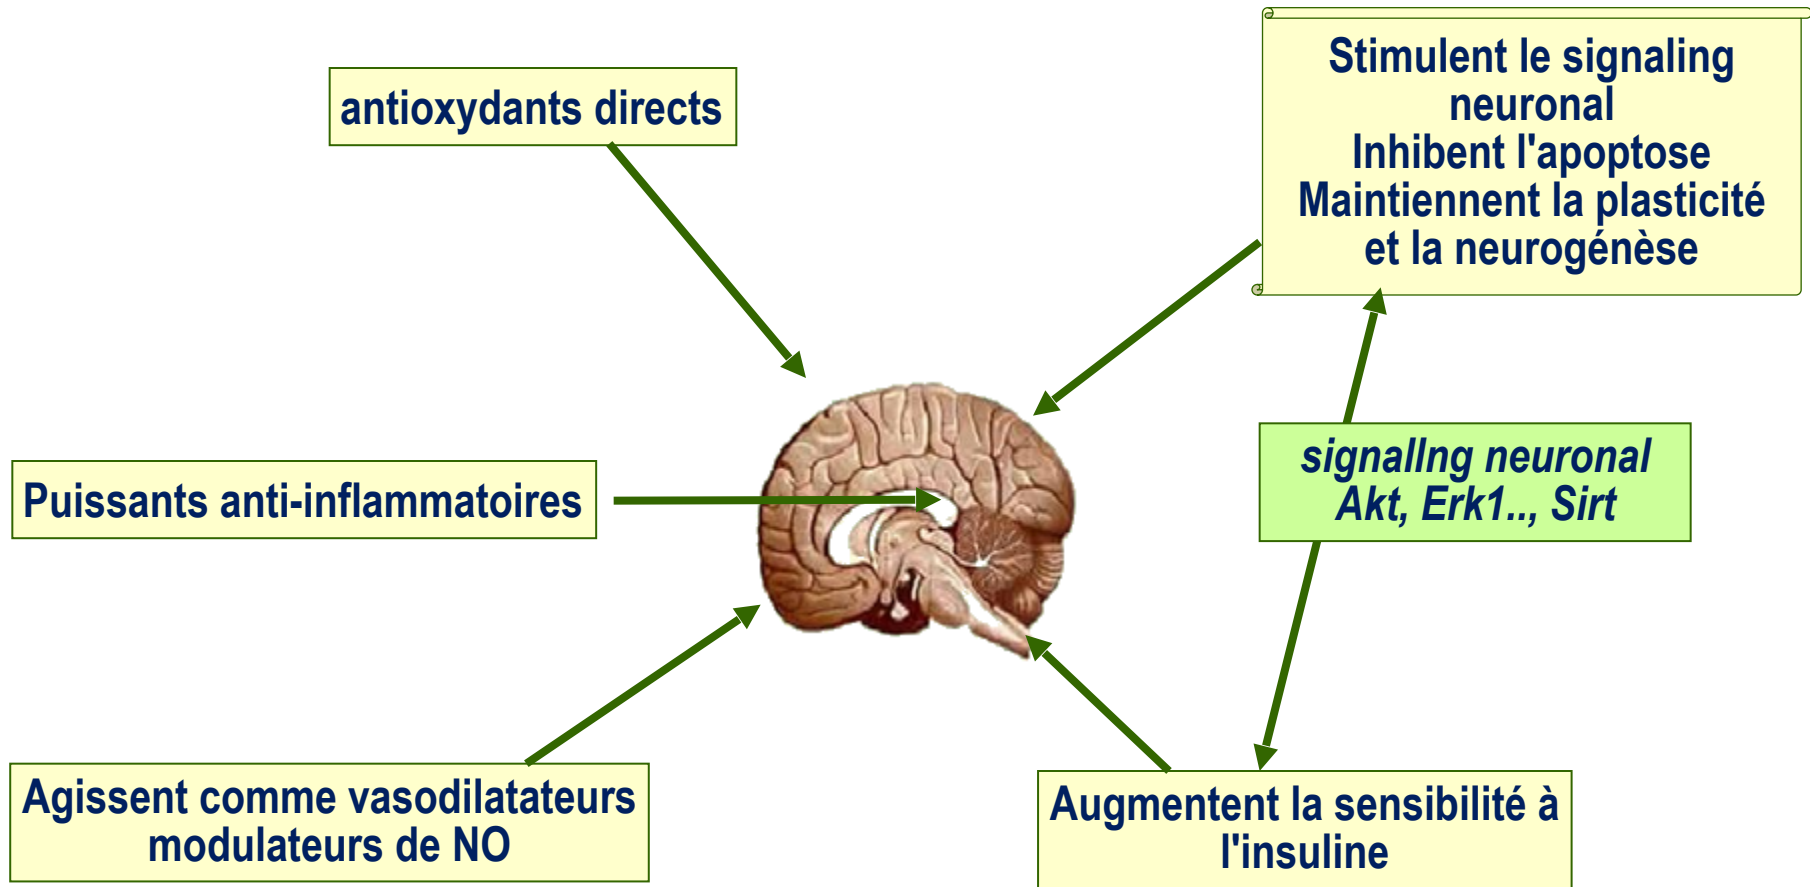 antioxydants directs
Stimulent le signaling
neuronal
Inhibent l'apoptose
Maintiennent la plasticité
et la neurogénèse
Puissants anti-inflammatoires
signallng neuronal
Akt, Erk1.., Sirt
Agissent comme vasodilatateurs
modulateurs de NO
Augmentent la sensibilité à
l'insuline